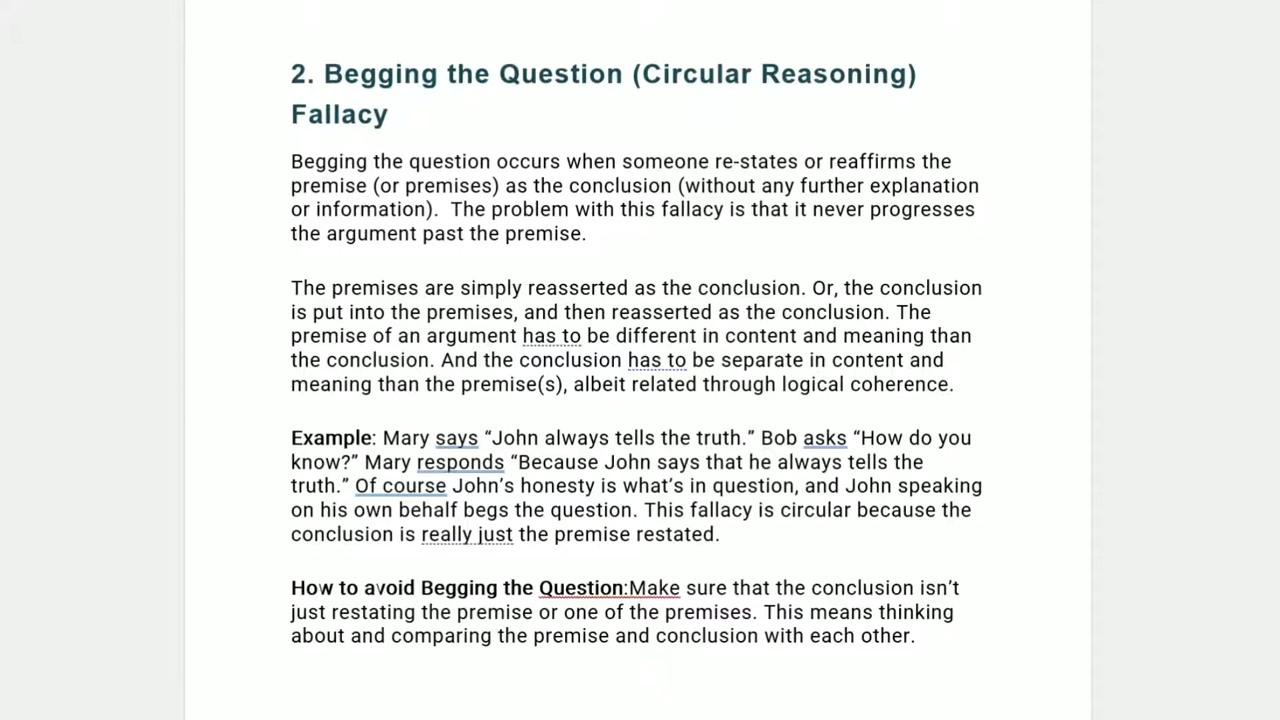 2. Begging the Question (Circular Reasoning)
Fallacy
Begging the question occurs when someone re-states or reaffirms the
premise (or premises) as the conclusion (without any further explanation
or information).  The problem with this fallacy is that it never progresses
the argument past the premise.
The premises are simply reasserted as the conclusion. Or, the conclusion
is put into the premises, and then reasserted as the conclusion. The
premise of an argument has to be different in content and meaning than
the conclusion. And the conclusion has to be separate in content and
meaning than the premise(s), albeit related through logical coherence.
Example: Mary says “John always tells the truth.” Bob asks “How do you
know?” Mary responds “Because John says that he always tells the
truth.” Of course John’s honesty is what’s in question, and John speaking
on his own behalf begs the question. This fallacy is circular because the
conclusion is really just the premise restated.
How to avoid Begging the Question:Make sure that the conclusion isn’t
just restating the premise or one of the premises. This means thinking
about and comparing the premise and conclusion with each other.